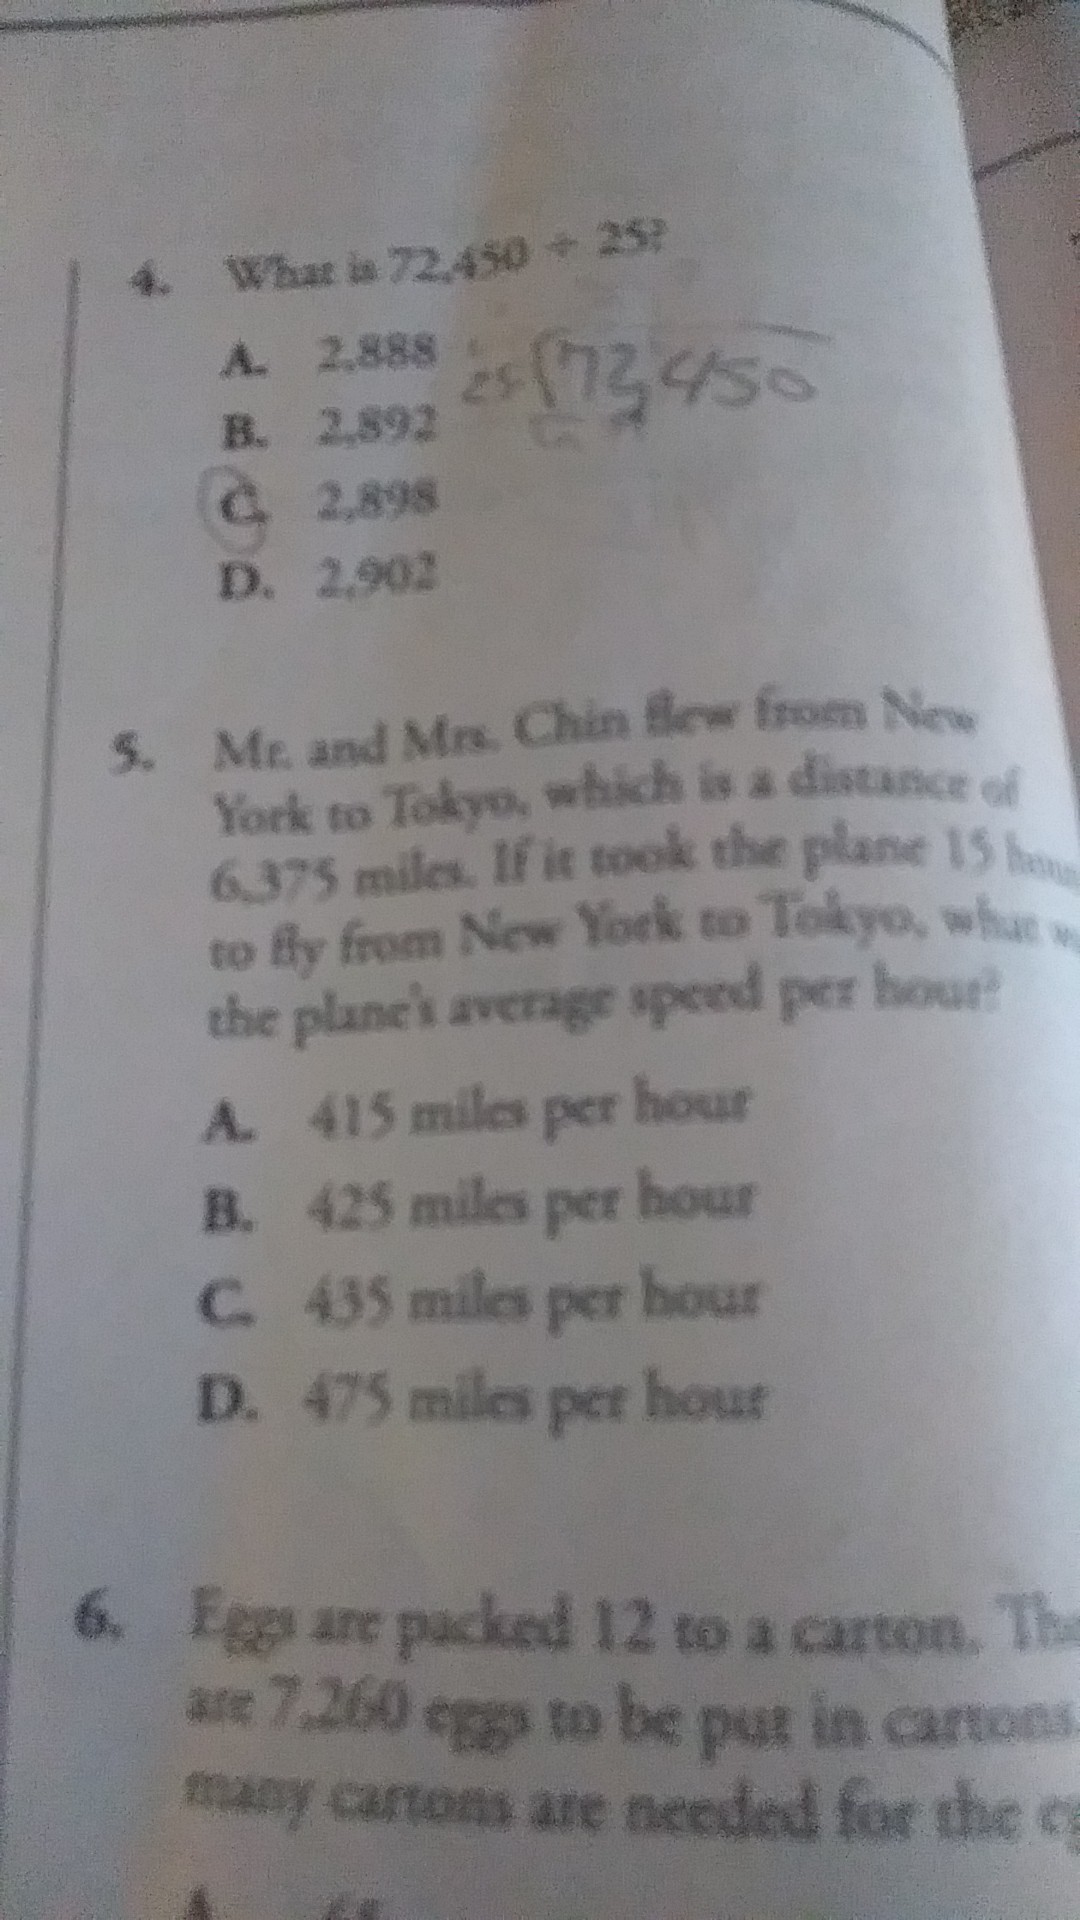 4. What is 72,450 ÷ 25?
A. 2,888
25 72,450
B. 2,892
C. 2,898
D. 2,902
5. Mr. and Mrs. Chin flew from New
York to Tokyo, which is a distance of
6,375 miles. If it took the plane 15
to fly from New York to Tokyo, what
the plane's average speed per hour?
A. 415 miles per hour
B. 425 miles per hour
C. 435 miles per hour
D. 475 miles per hour
6. Eggs are packed 12 to a carton.
are 7,260 eggs to be put in cartons.
many cartons are needed for the